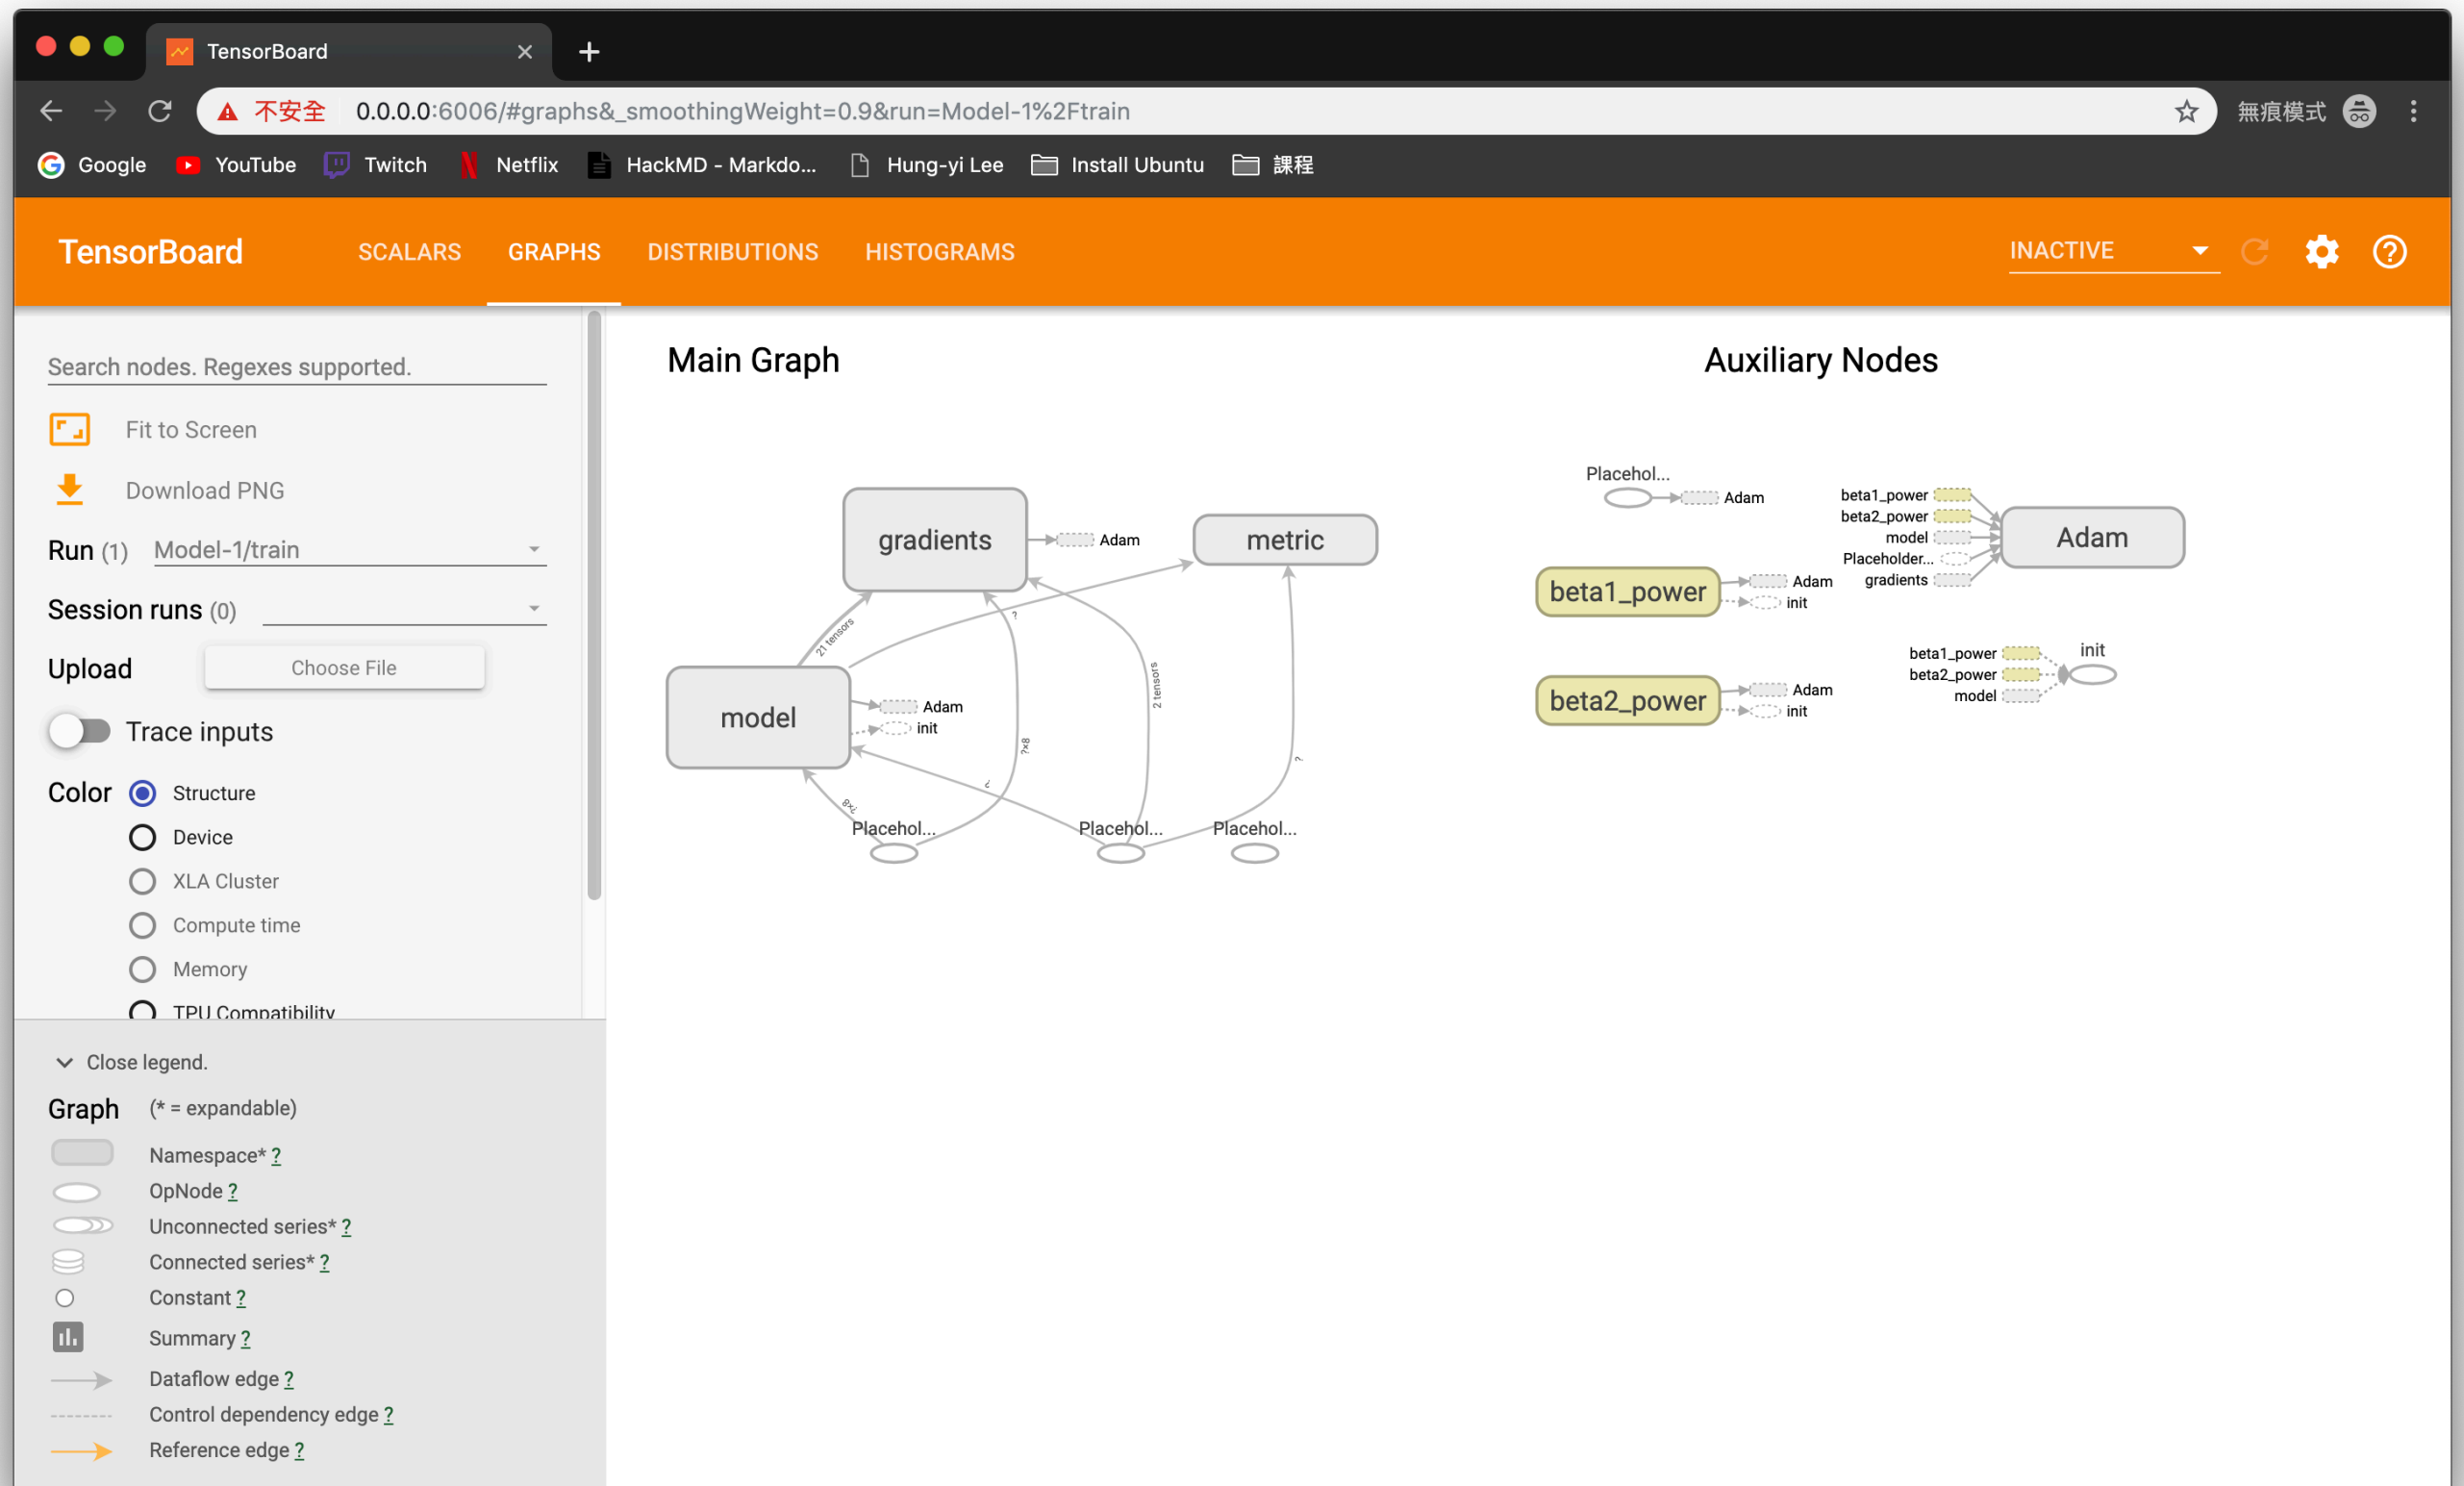 TensorBoard
不安全 0.0.0.0:6006/#graphs&_smoothingWeight=0.9&run=Model-1%2Ftrain 無痕模式
Google YouTube Twitch Netflix HackMD - Markdo... Hung-yi Lee Install Ubuntu 課程
TensorBoard SCALARS GRAPHS DISTRIBUTIONS HISTOGRAMS INACTIVE
Search nodes. Regexes supported.
Fit to Screen
Download PNG
Run (1) Model-1/train
Session runs (0)
Upload Choose File
Trace inputs
Color Structure
Device
XLA Cluster
Compute time
Memory
TPU Compatibility
Close legend.
Graph (* = expandable)
Namespace* ?
OpNode ?
Unconnected series* ?
Connected series* ?
Constant ?
Summary ?
Dataflow edge ?
Control dependency edge ?
Reference edge ?
Main Graph
gradients
Adam
metric
21 tensors
?
2 tensors
model
Adam
init
?×8
?
?
?×8
Placehol...
Placehol...
Placehol...
Auxiliary Nodes
Placehol...
Adam
beta1_power
Adam
init
beta2_power
Adam
init
beta1_power
beta2_power
model
Placeholder...
gradients
Adam
beta1_power
beta2_power
model
init